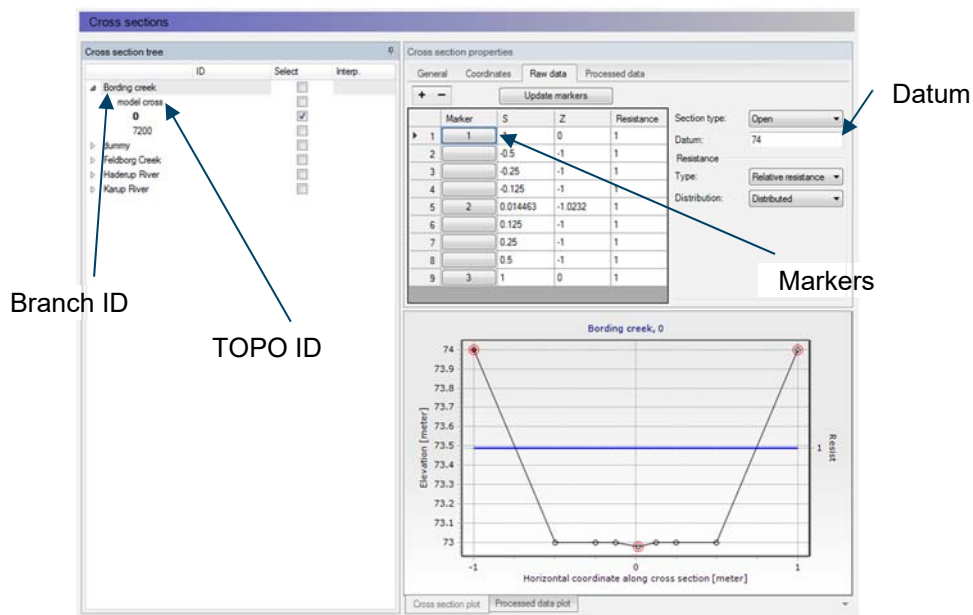 Cross sections
Cross section tree
ID Select Interp.
Bording creek
model cross
0
7200
dummy
Feldborg Creek
Haderup River
Karup River
Branch ID
TOPO ID
Cross section properties
General Coordinates Raw data Processed data
+ − Update markers
Marker S Z Resistance
1 1 0 1
2 -0.5 -1 1
3 -0.25 -1 1
4 -0.125 -1 1
5 2 0.014463 -1.0232 1
6 0.125 -1 1
7 0.25 -1 1
8 0.5 -1 1
9 3 1 0 1
Section type: Open
Datum: 74
Resistance
Type: Relative resistance
Distribution: Distributed
Datum
Markers
Bording creek, 0
74
73.9
73.8
73.7
73.6
73.5
73.4
73.3
73.2
73.1
73
Elevation [meter]
1
Resist
-1 0 1
Horizontal coordinate along cross section [meter]
Cross section plot Processed data plot